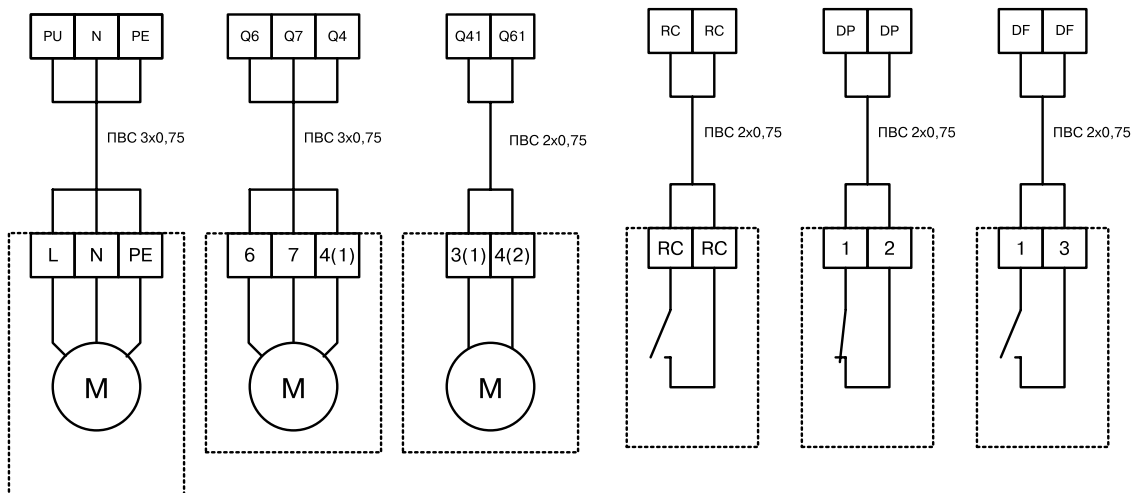 PU N PE Q6 Q7 Q4 Q41 Q61 RC RC DP DP DF DF
ПВС 3x0,75 ПВС 3x0,75 ПВС 2x0,75 ПВС 2x0,75 ПВС 2x0,75 ПВС 2x0,75
L N PE 6 7 4(1) 3(1) 4(2) RC RC 1 2 1 3
M M M